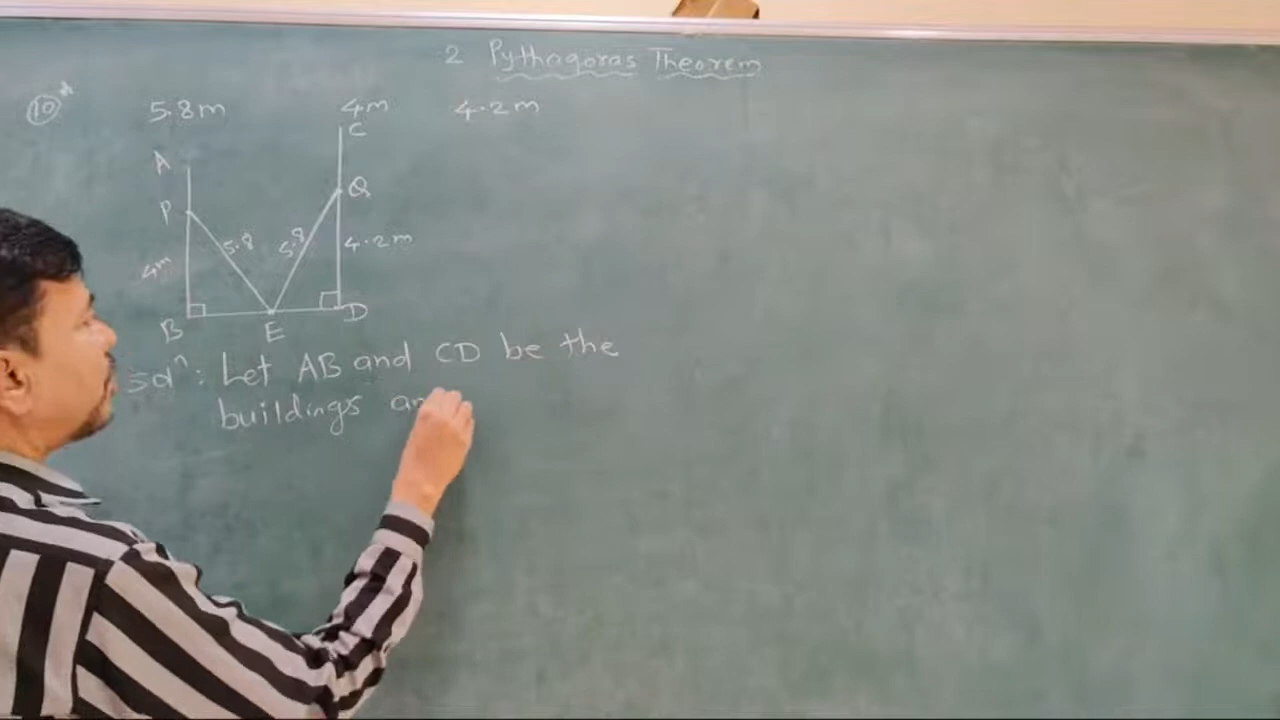 2 Pythagoras Theorem
10*
5.8m 4m 4.2m
C
A
Q
P
5.8 5.8 4.2m
4m
B E D
Solⁿ: Let AB and CD be the
buildings an